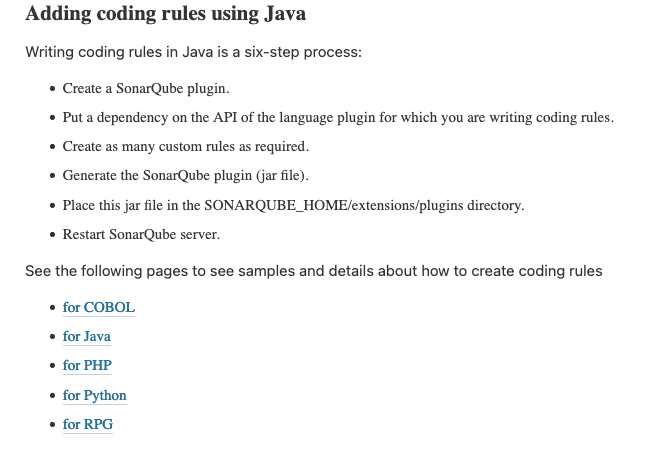 Adding coding rules using Java
Writing coding rules in Java is a six-step process:
• Create a SonarQube plugin.
• Put a dependency on the API of the language plugin for which you are writing coding rules.
• Create as many custom rules as required.
• Generate the SonarQube plugin (jar file).
• Place this jar file in the SONARQUBE_HOME/extensions/plugins directory.
• Restart SonarQube server.
See the following pages to see samples and details about how to create coding rules
• for COBOL
• for Java
• for PHP
• for Python
• for RPG